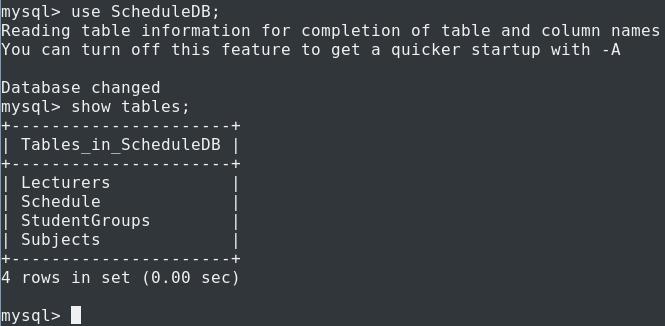 mysql> use ScheduleDB;
Reading table information for completion of table and column names
You can turn off this feature to get a quicker startup with -A
Database changed
mysql> show tables;
+----------------------+
| Tables_in_ScheduleDB |
+----------------------+
| Lecturers            |
| Schedule             |
| StudentGroups        |
| Subjects             |
+----------------------+
4 rows in set (0.00 sec)
mysql>